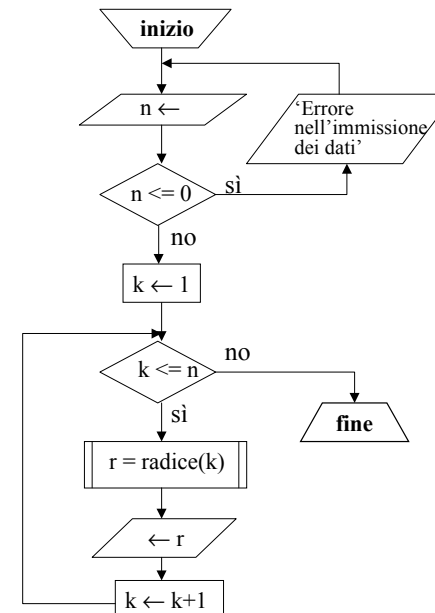 inizio
n ←
‘Errore
nell’immissione
dei dati’
n <= 0
sì
no
k ← 1
k <= n
no
sì
fine
r = radice(k)
← r
k ← k+1